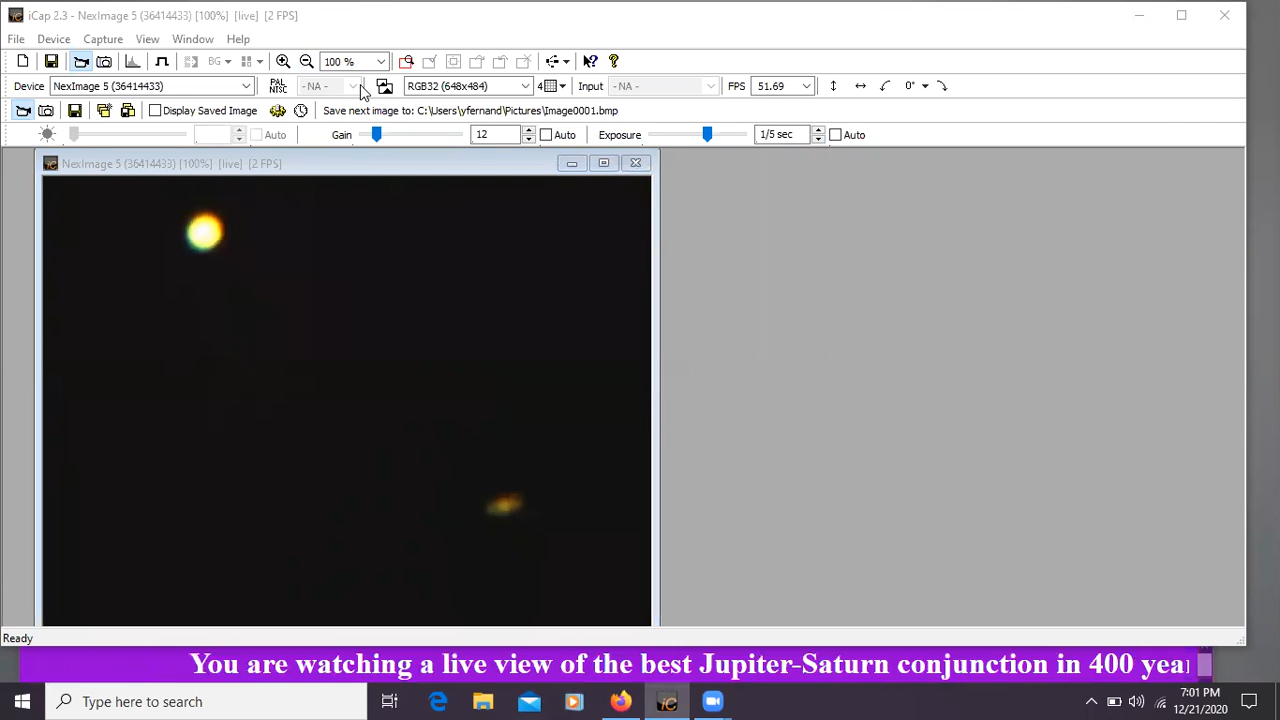 iCap 2.3 - NexImage 5 (36414433) [100%] [live] [2 FPS]
File Device Capture View Window Help
BG 100 %
Device NexImage 5 (36414433) PAL NTSC - NA - RGB32 (648x484) 4 Input - NA - FPS 51.69 0°
Display Saved Image Save next image to: C:\Users\yfernand\Pictures\Image0001.bmp
Auto Gain 12 Auto Exposure 1/5 sec Auto
NexImage 5 (36414433) [100%] [live] [2 FPS]
Ready
You are watching a live view of the best Jupiter-Saturn conjunction in 400 yea
Type here to search
7:01 PM
12/21/2020